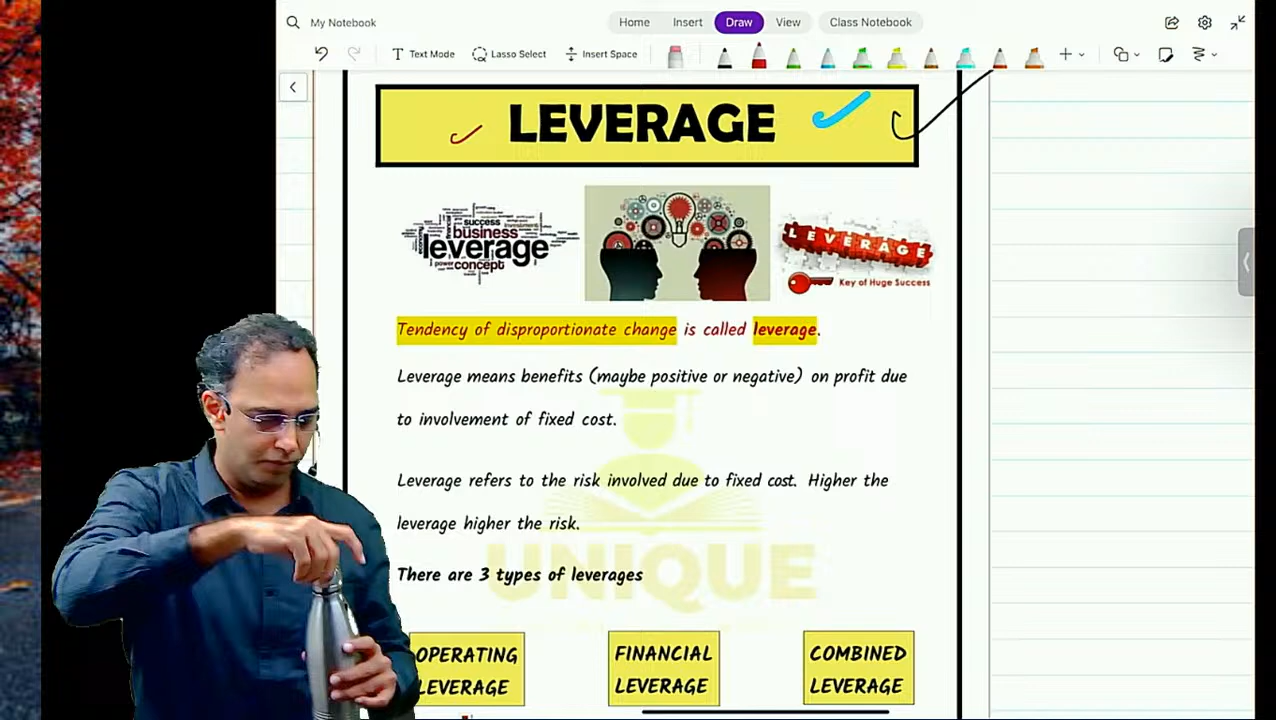 My Notebook
Home Insert Draw View Class Notebook
Text Mode Lasso Select Insert Space
LEVERAGE
success
business
leverage
concept
power
LEVERAGE
Key of Huge Success
Tendency of disproportionate change is called leverage.
Leverage means benefits (maybe positive or negative) on profit due
to involvement of fixed cost.
Leverage refers to the risk involved due to fixed cost. Higher the
leverage higher the risk.
UNIQUE
There are 3 types of leverages
OPERATING
LEVERAGE
FINANCIAL
LEVERAGE
COMBINED
LEVERAGE